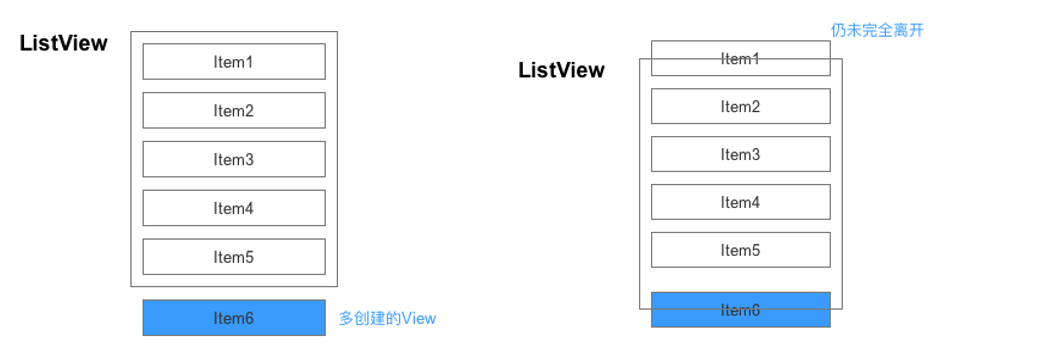 ListView
Item1
Item2
Item3
Item4
Item5
Item6
多创建的View
仍未完全离开
ListView
Item1
Item2
Item3
Item4
Item5
Item6